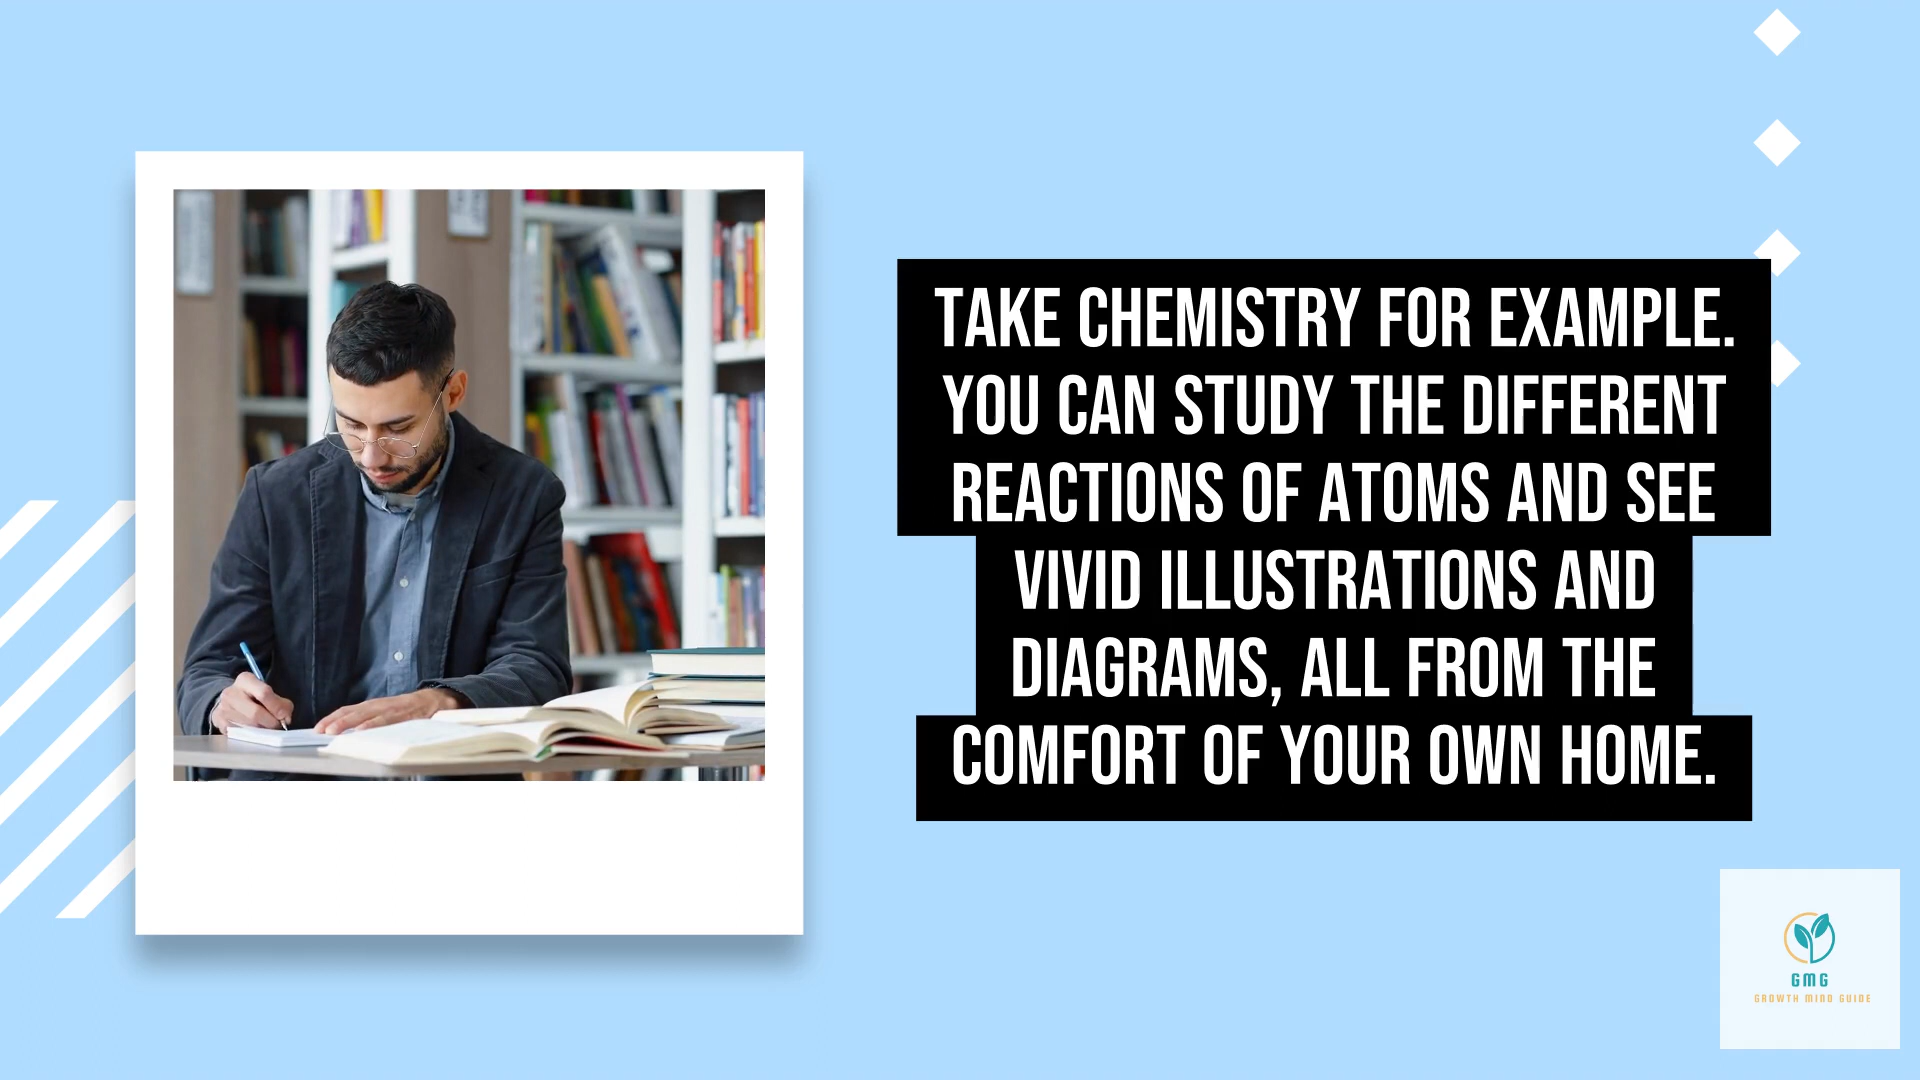 TAKE CHEMISTRY FOR EXAMPLE.
YOU CAN STUDY THE DIFFERENT
REACTIONS OF ATOMS AND SEE
VIVID ILLUSTRATIONS AND
DIAGRAMS, ALL FROM THE
COMFORT OF YOUR OWN HOME.
GMG
GROWTH MIND GUIDE